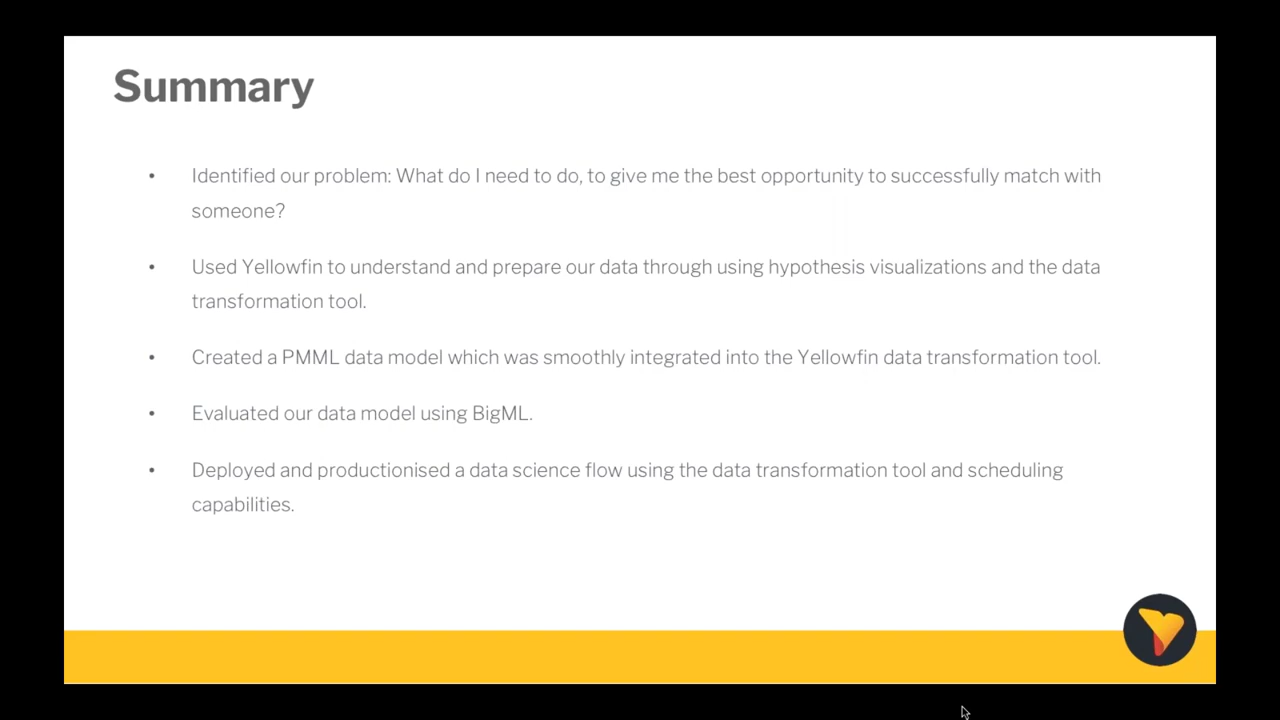 Summary
• Identified our problem: What do I need to do, to give me the best opportunity to successfully match with
someone?
• Used Yellowfin to understand and prepare our data through using hypothesis visualizations and the data
transformation tool.
• Created a PMML data model which was smoothly integrated into the Yellowfin data transformation tool.
• Evaluated our data model using BigML.
• Deployed and productionised a data science flow using the data transformation tool and scheduling
capabilities.